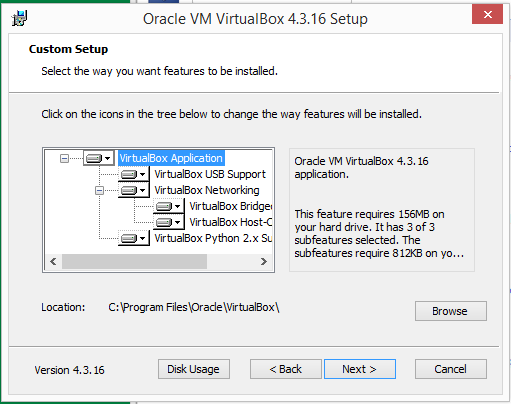 Oracle VM VirtualBox 4.3.16 Setup
Custom Setup
Select the way you want features to be installed.
Click on the icons in the tree below to change the way features will be installed.
VirtualBox Application
VirtualBox USB Support
VirtualBox Networking
VirtualBox Bridge
VirtualBox Host-C
VirtualBox Python 2.x Su
Oracle VM VirtualBox 4.3.16
application.
This feature requires 156MB on
your hard drive. It has 3 of 3
subfeatures selected. The
subfeatures require 812KB on yo...
Location: C:\Program Files\Oracle\VirtualBox\
Browse
Version 4.3.16
Disk Usage
< Back
Next >
Cancel